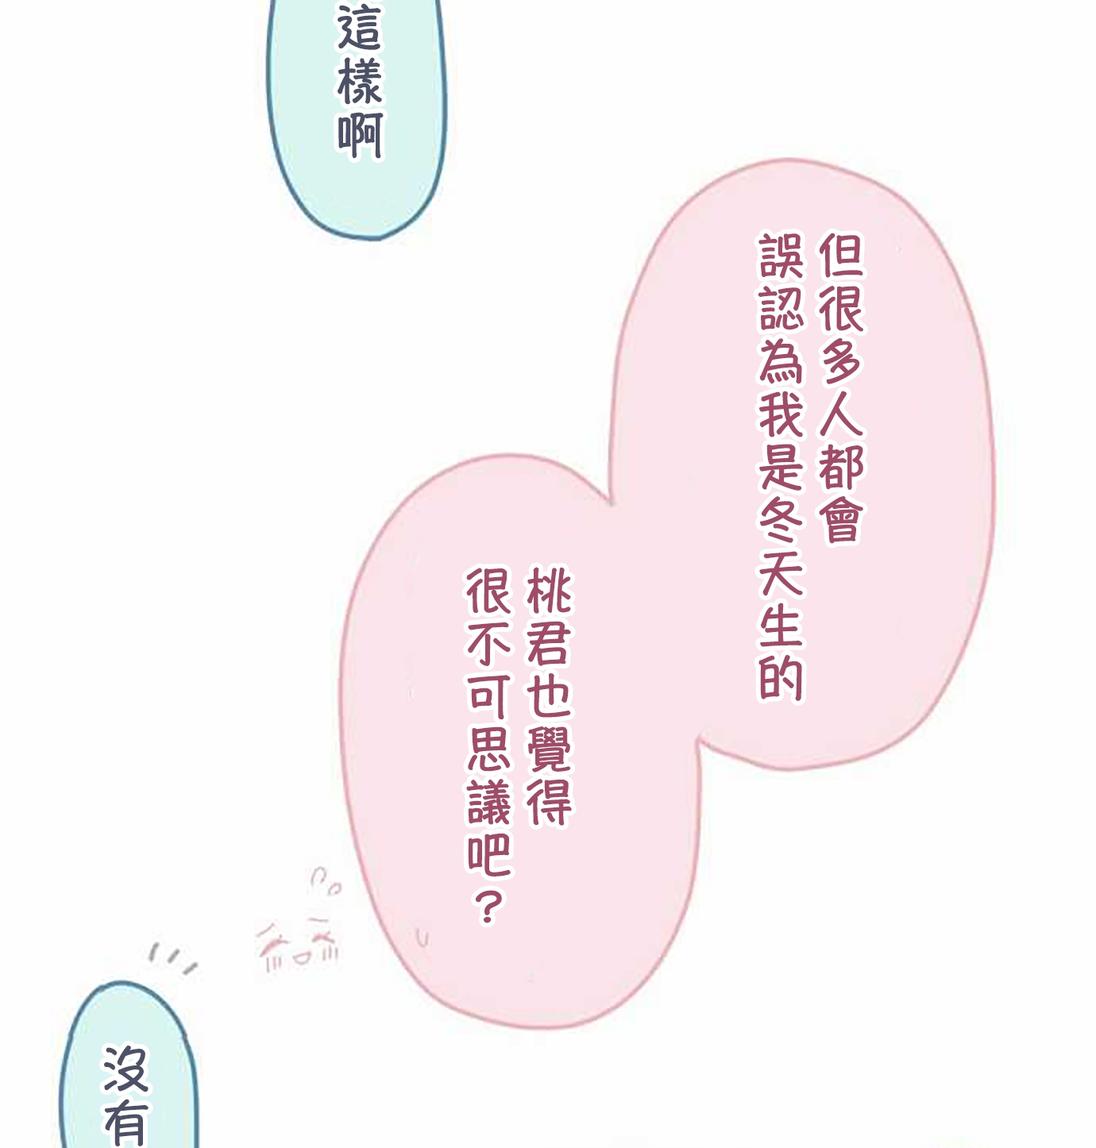 這樣啊
但很多人都會
誤認為我是冬天生的
桃君也覺得
很不可思議吧？
沒有